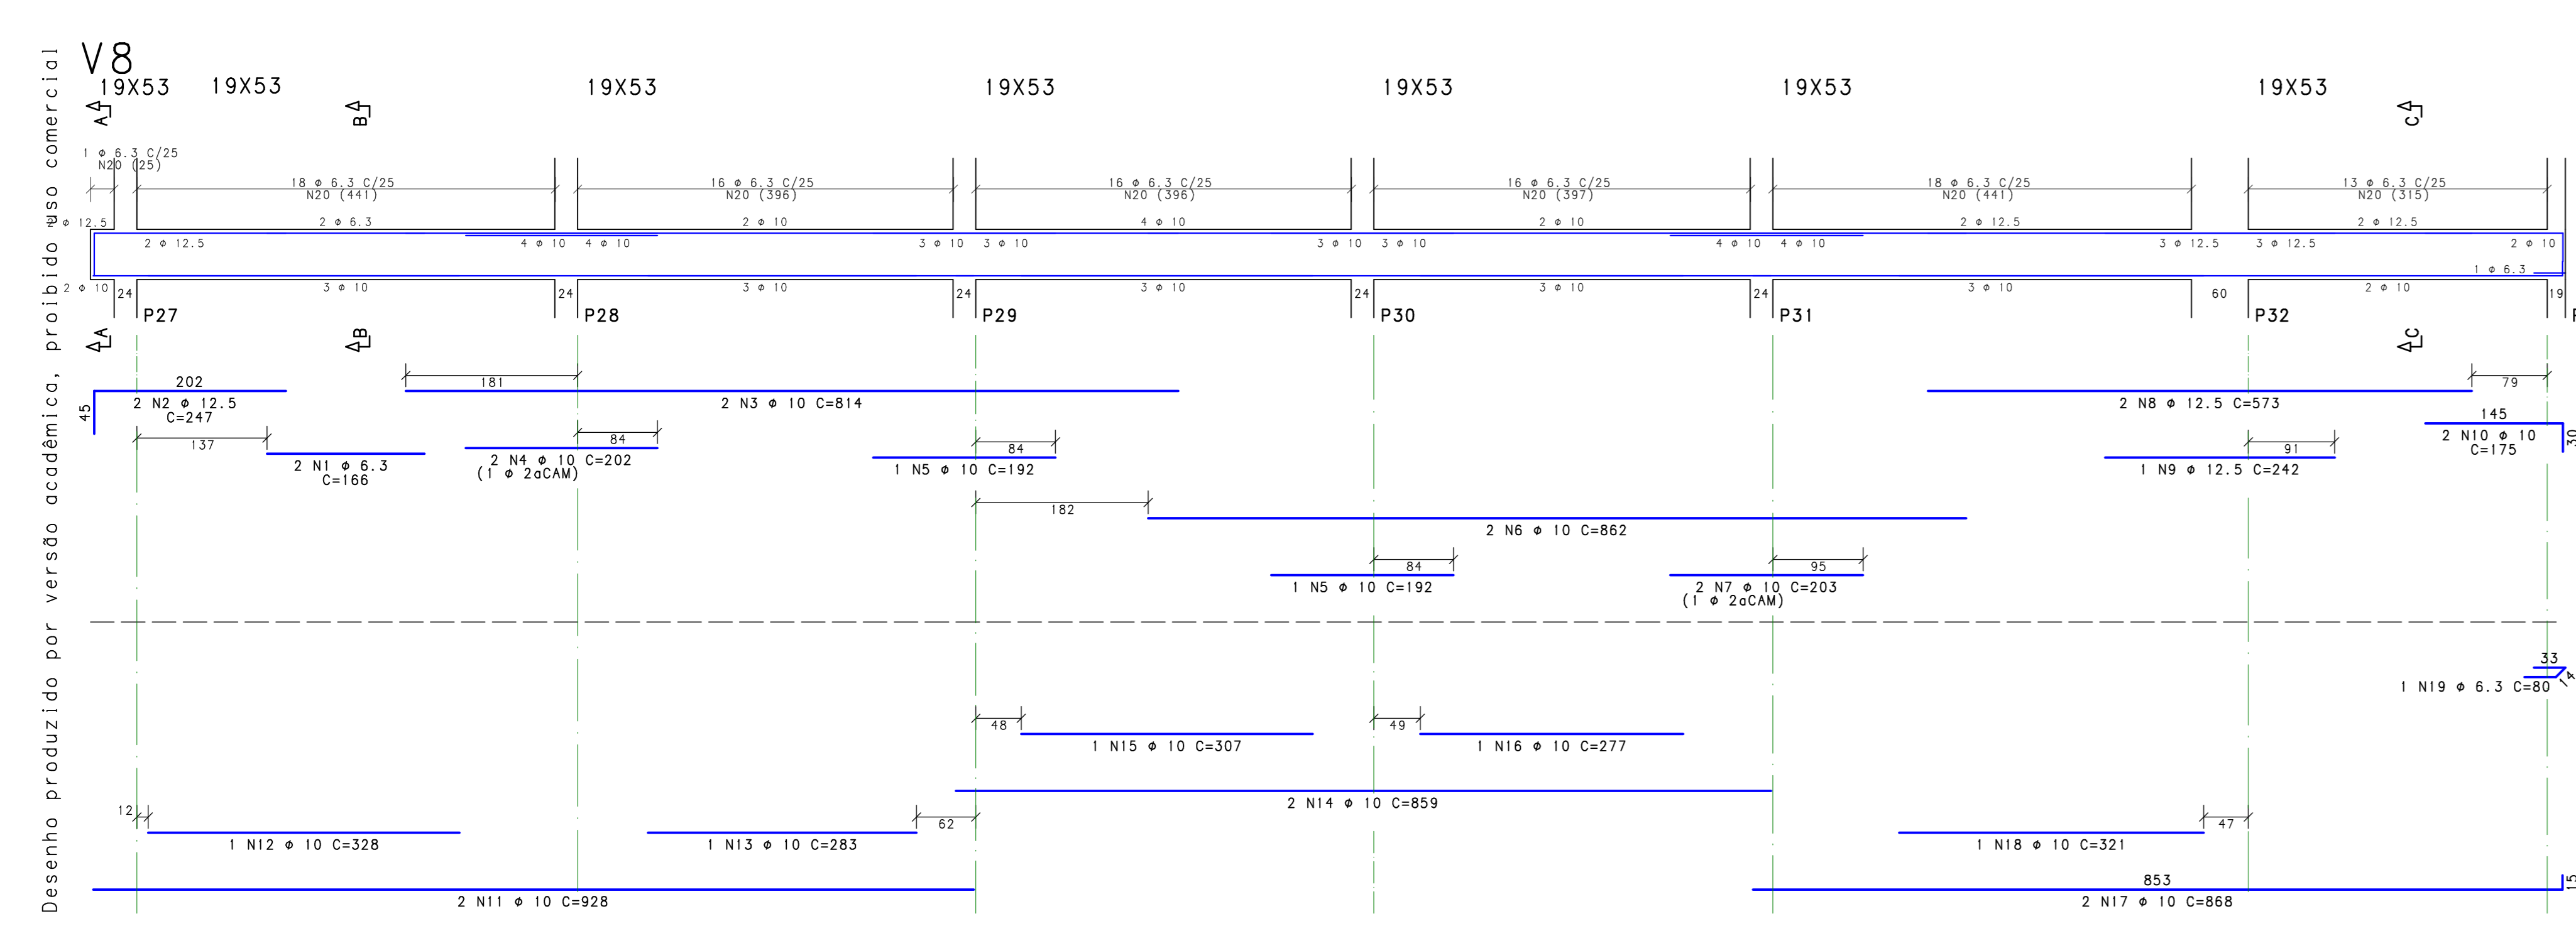 Desenho produzido por versão acadêmica, proibido uso comercial
V8
19X53 19X53 19X53 19X53 19X53 19X53 19X53
A B C
1 ø 6.3 C/25
N20 (25)
18 ø 6.3 C/25 16 ø 6.3 C/25 16 ø 6.3 C/25 16 ø 6.3 C/25 18 ø 6.3 C/25 13 ø 6.3 C/25
N20 (441) N20 (396) N20 (396) N20 (397) N20 (441) N20 (315)
2 ø 12.5 2 ø 6.3 2 ø 10 4 ø 10 2 ø 10 2 ø 12.5 2 ø 12.5
2 ø 12.5 4 ø 10 4 ø 10 3 ø 10 3 ø 10 3 ø 10 3 ø 10 4 ø 10 4 ø 10 3 ø 12.5 3 ø 12.5 2 ø 10
1 ø 6.3
2 ø 10 3 ø 10 3 ø 10 3 ø 10 3 ø 10 3 ø 10 2 ø 10
24 24 24 24 24 60 19
P27 P28 P29 P30 P31 P32
A B C
202 181 79
45 2 N2 ø 12.5 2 N3 ø 10 C=814 2 N8 ø 12.5 C=573
C=247
145
137 84 84 91 2 N10 ø 10 30
C=175
2 N1 ø 6.3 2 N4 ø 10 C=202 1 N5 ø 10 C=192 1 N9 ø 12.5 C=242
C=166 (1 ø 2aCAM)
182
2 N6 ø 10 C=862
84 95
1 N5 ø 10 C=192 2 N7 ø 10 C=203
(1 ø 2aCAM)
33
1 N19 ø 6.3 C=80 14
48 49
1 N15 ø 10 C=307 1 N16 ø 10 C=277
2 N14 ø 10 C=859
12 62 47
1 N12 ø 10 C=328 1 N13 ø 10 C=283 1 N18 ø 10 C=321
853 15
2 N11 ø 10 C=928 2 N17 ø 10 C=868